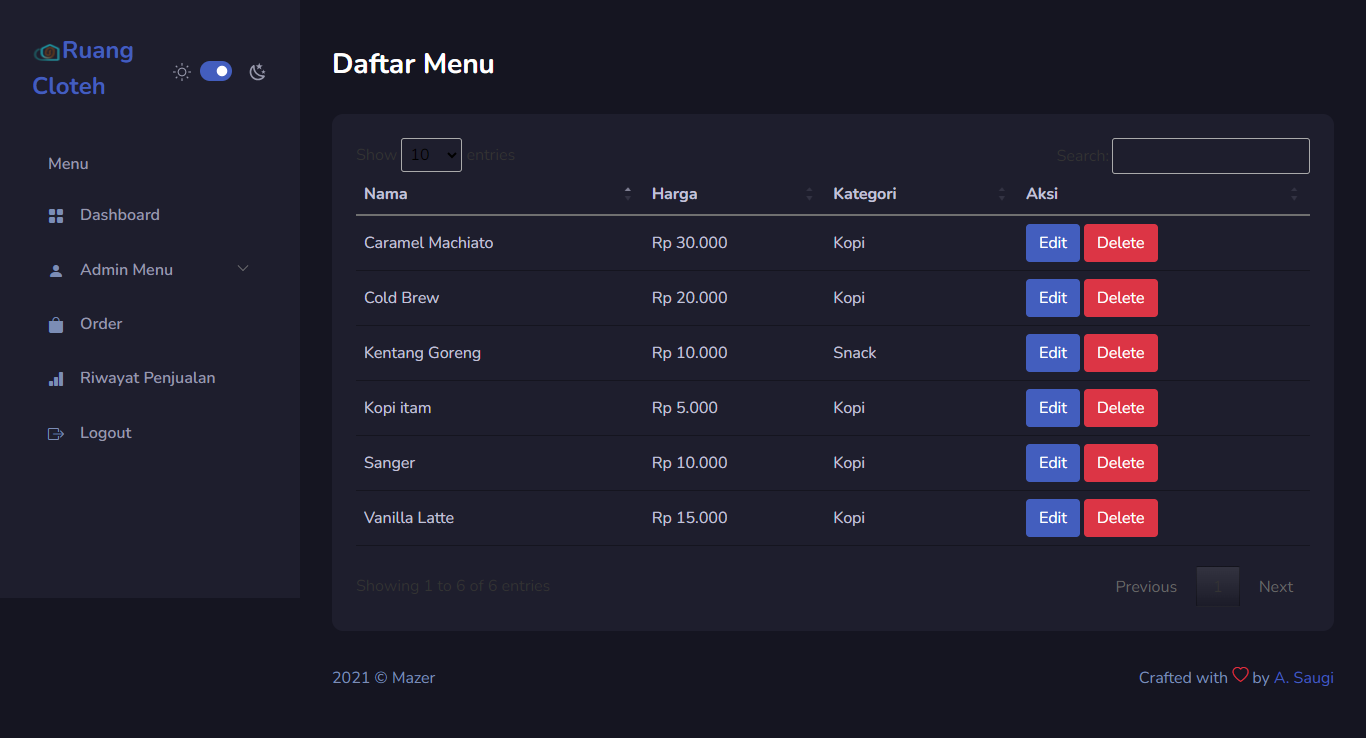 Ruang
Cloteh
Menu
Dashboard
Admin Menu
Order
Riwayat Penjualan
Logout
Daftar Menu
Show 10 entries
Search:
Nama Harga Kategori Aksi
Caramel Machiato Rp 30.000 Kopi Edit Delete
Cold Brew Rp 20.000 Kopi Edit Delete
Kentang Goreng Rp 10.000 Snack Edit Delete
Kopi itam Rp 5.000 Kopi Edit Delete
Sanger Rp 10.000 Kopi Edit Delete
Vanilla Latte Rp 15.000 Kopi Edit Delete
Showing 1 to 6 of 6 entries
Previous 1 Next
2021 © Mazer
Crafted with by A. Saugi